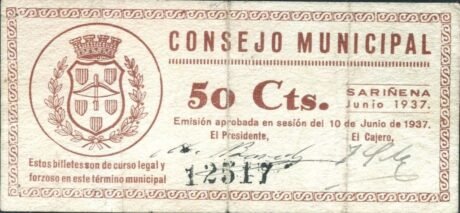 CONSEJO MUNICIPAL
50 Cts.
SARIÑENA
Junio 1937.
Emisión aprobada en sesión del 10 de Junio de 1937.
El Presidente,
El Cajero,
12517
Estos billetes son de curso legal y
forzoso en este término municipal